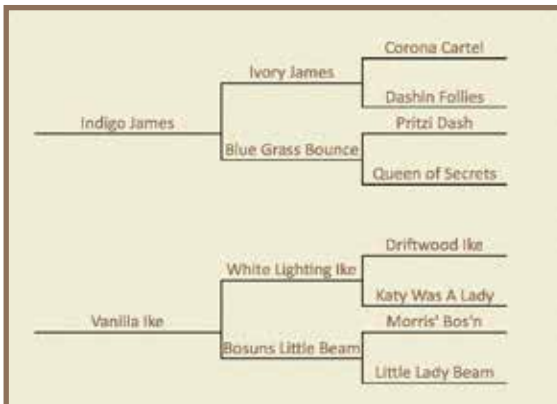 Corona Cartel
Ivory James
Dashin Follies
Indigo James
Pritzi Dash
Blue Grass Bounce
Queen of Secrets
Driftwood Ike
White Lighting Ike
Katy Was A Lady
Vanilla Ike
Morris' Bos'n
Bosuns Little Beam
Little Lady Beam